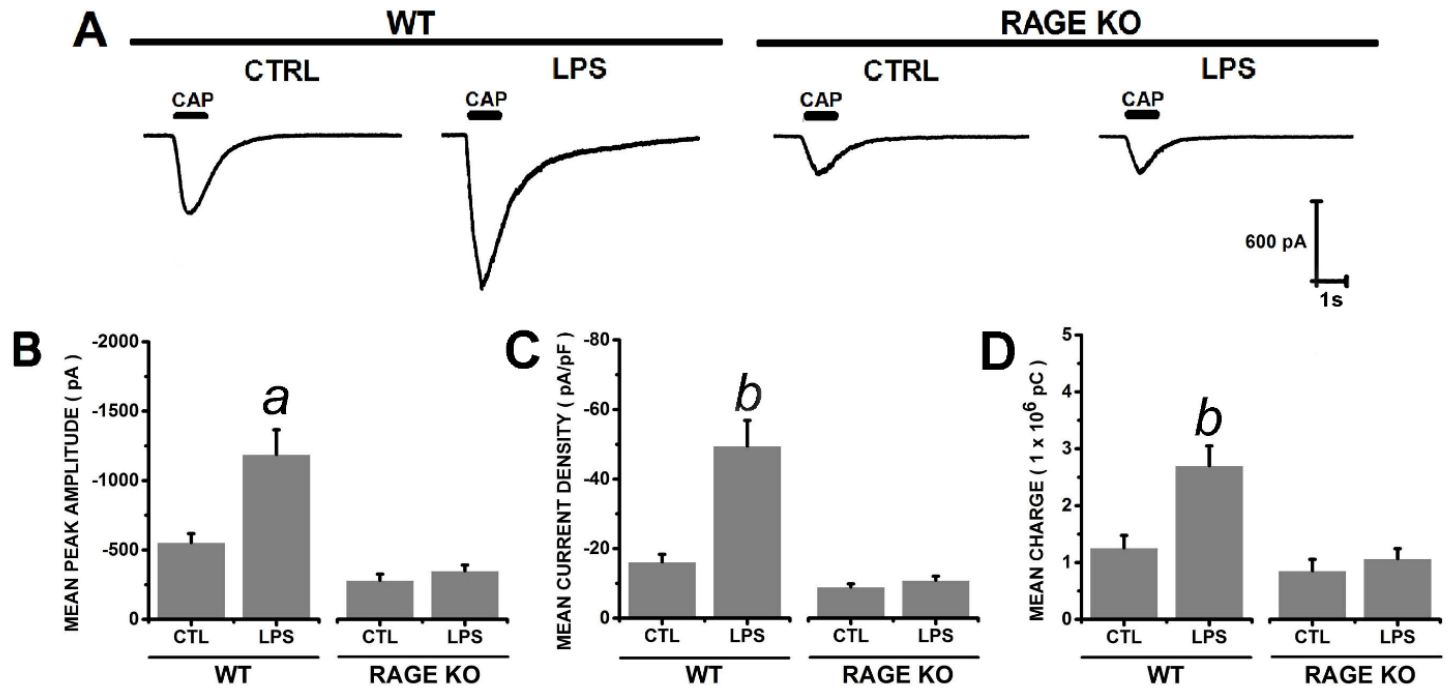 A
WT
RAGE KO
CTRL
LPS
CTRL
LPS
CAP
CAP
CAP
CAP
600 pA
1s
B
MEAN PEAK AMPLITUDE ( pA )
-2000
-1500
-1000
-500
0
a
CTL LPS CTL LPS
WT RAGE KO
C
MEAN CURRENT DENSITY ( pA/pF )
-80
-60
-40
-20
0
b
CTL LPS CTL LPS
WT RAGE KO
D
MEAN CHARGE ( 1 x 10⁶ pC )
5
4
3
2
1
0
b
CTL LPS CTL LPS
WT RAGE KO